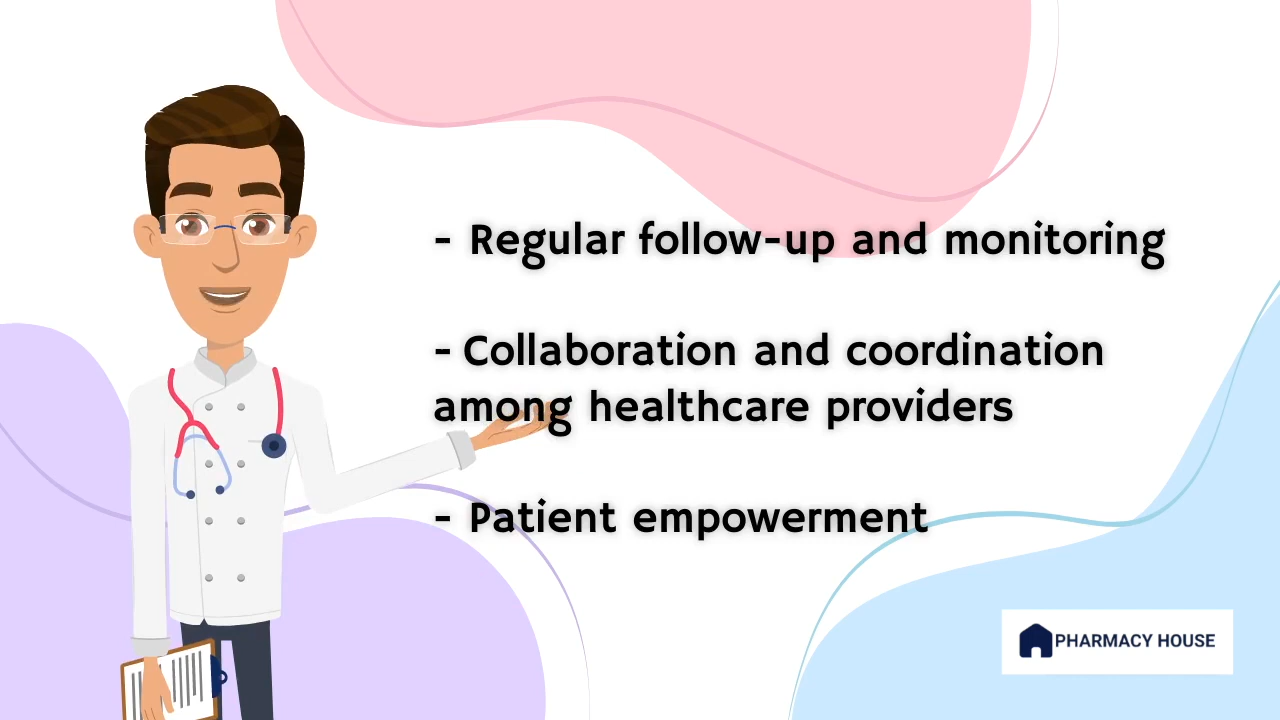 - Regular follow-up and monitoring
- Collaboration and coordination
among healthcare providers
- Patient empowerment
PHARMACY HOUSE